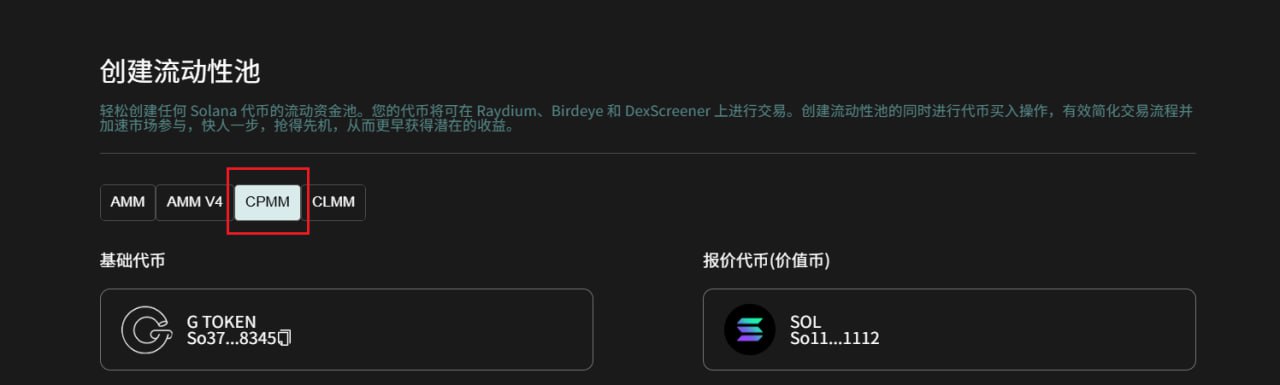 创建流动性池
轻松创建任何 Solana 代币的流动资金池。您的代币将可在 Raydium、Birdeye 和 DexScreener 上进行交易。创建流动性池的同时进行代币买入操作，有效简化交易流程并
加速市场参与，快人一步，抢得先机，从而更早获得潜在的收益。
AMM AMM V4 CPMM CLMM
基础代币 报价代币(价值币)
G TOKEN SOL
So37...8345 So11...1112